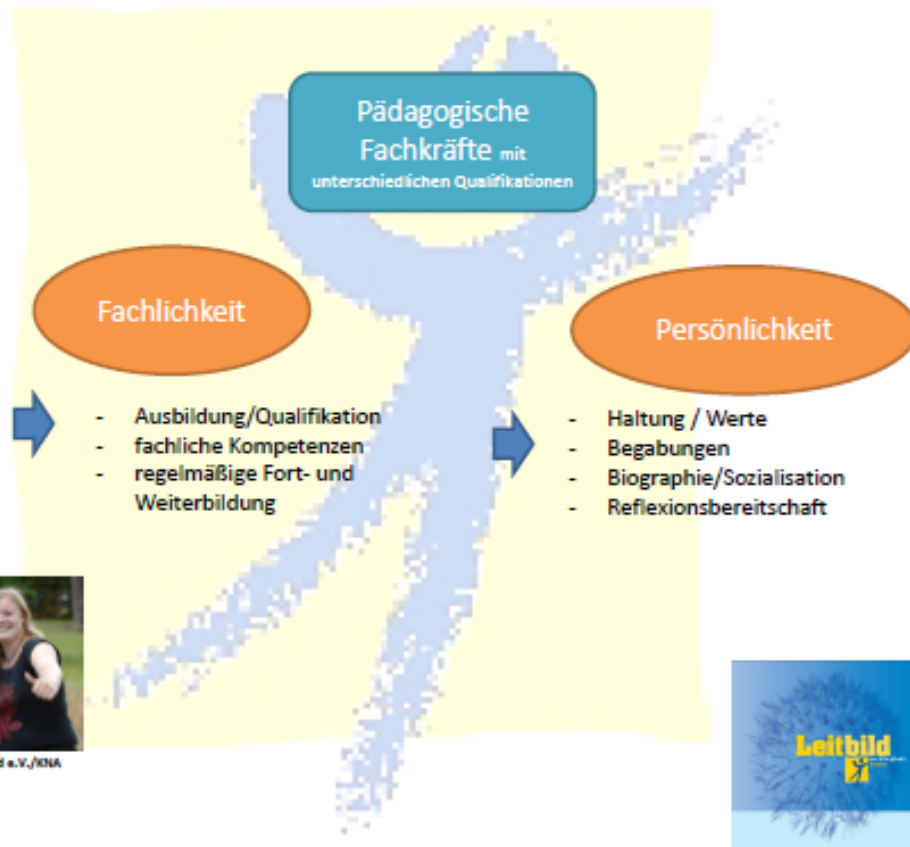 Pädagogische
Fachkräfte mit
unterschiedlichen Qualifikationen
Fachlichkeit
- Ausbildung/Qualifikation
- fachliche Kompetenzen
- regelmäßige Fort- und
Weiterbildung
Persönlichkeit
- Haltung / Werte
- Begabungen
- Biographie/Sozialisation
- Reflexionsbereitschaft
e.V./KNA
Leitbild